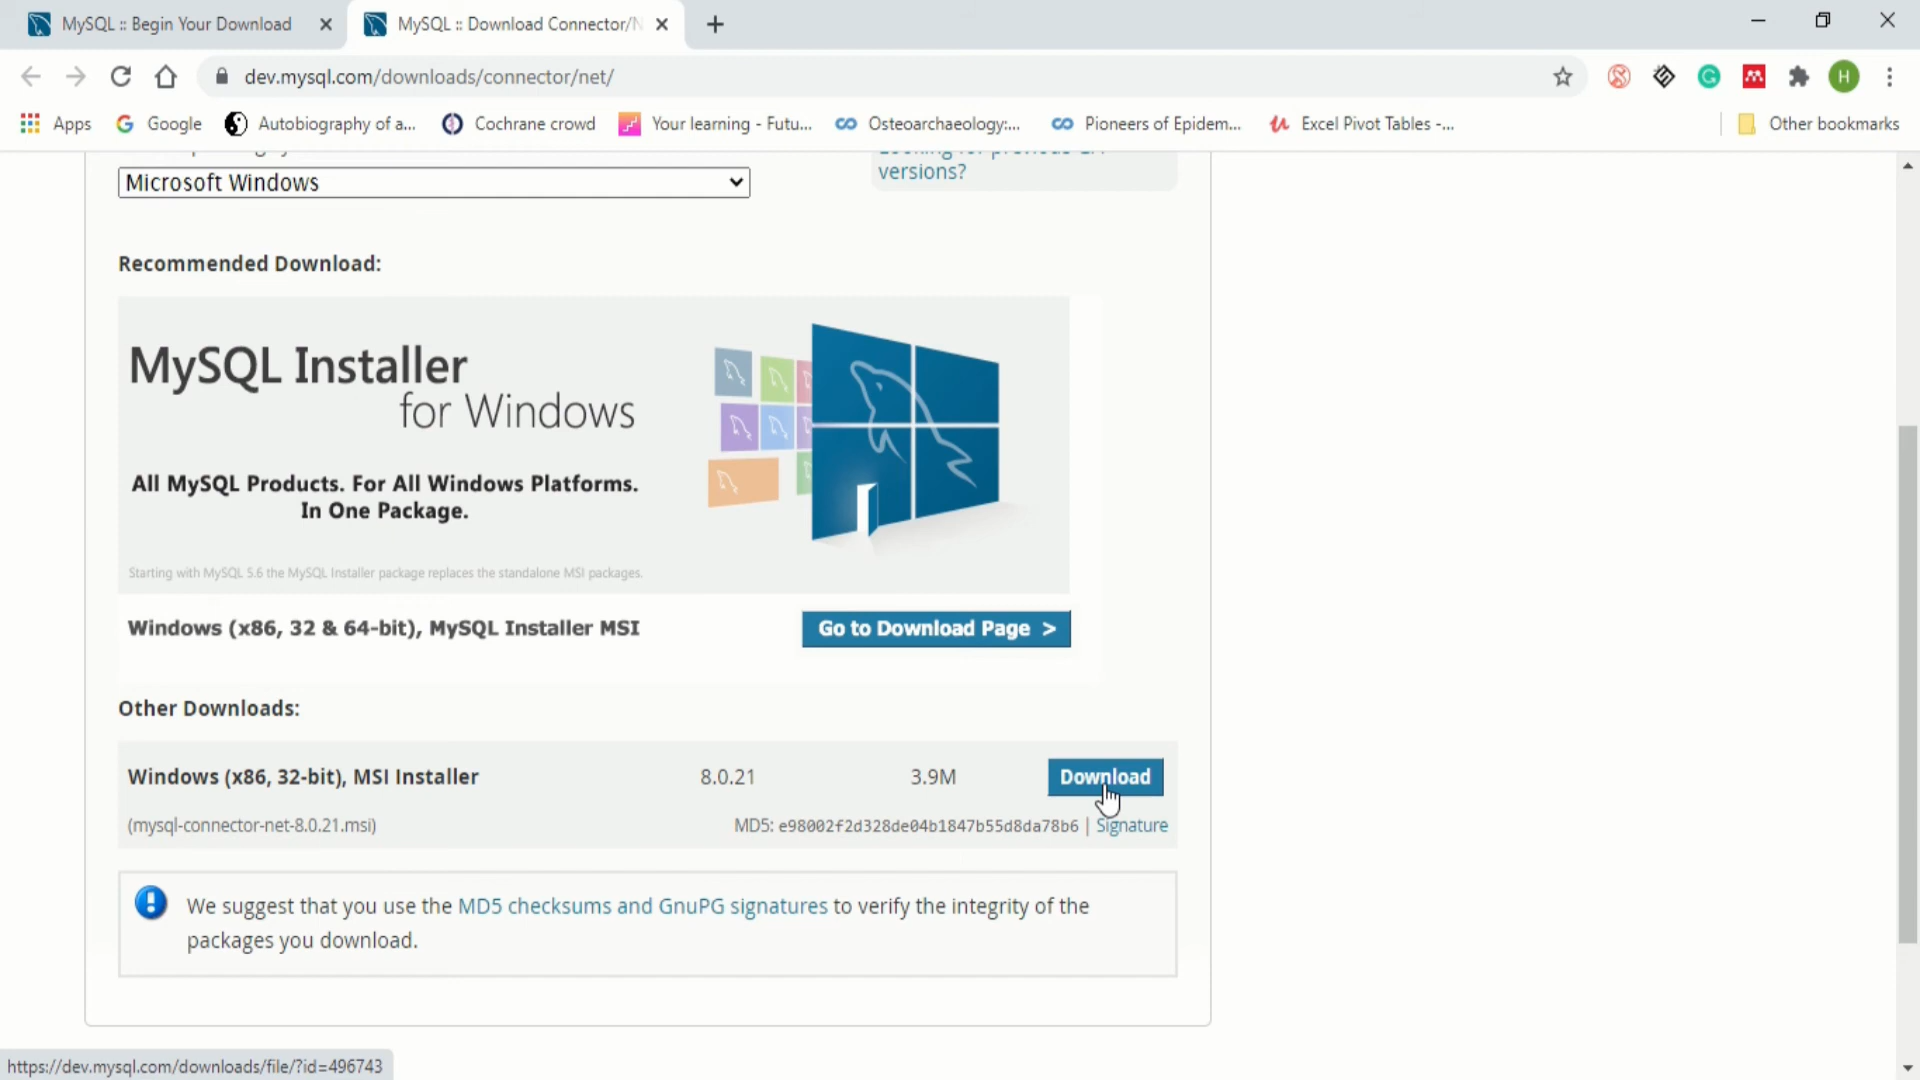 MySQL :: Begin Your Download
MySQL :: Download Connector/N
dev.mysql.com/downloads/connector/net/
H
Apps
Google
Autobiography of a...
Cochrane crowd
Your learning - Futu...
Osteoarchaeology:...
Pioneers of Epidem...
Excel Pivot Tables -...
Other bookmarks
versions?
Microsoft Windows
Recommended Download:
MySQL Installer
for Windows
All MySQL Products. For All Windows Platforms.
In One Package.
Starting with MySQL 5.6 the MySQL Installer package replaces the standalone MSI packages.
Windows (x86, 32 & 64-bit), MySQL Installer MSI
Go to Download Page >
Other Downloads:
Windows (x86, 32-bit), MSI Installer 8.0.21 3.9M Download
(mysql-connector-net-8.0.21.msi) MD5: e98002f2d328de04b1847b55d8da78b6 | Signature
We suggest that you use the MD5 checksums and GnuPG signatures to verify the integrity of the
packages you download.
https://dev.mysql.com/downloads/file/?id=496743